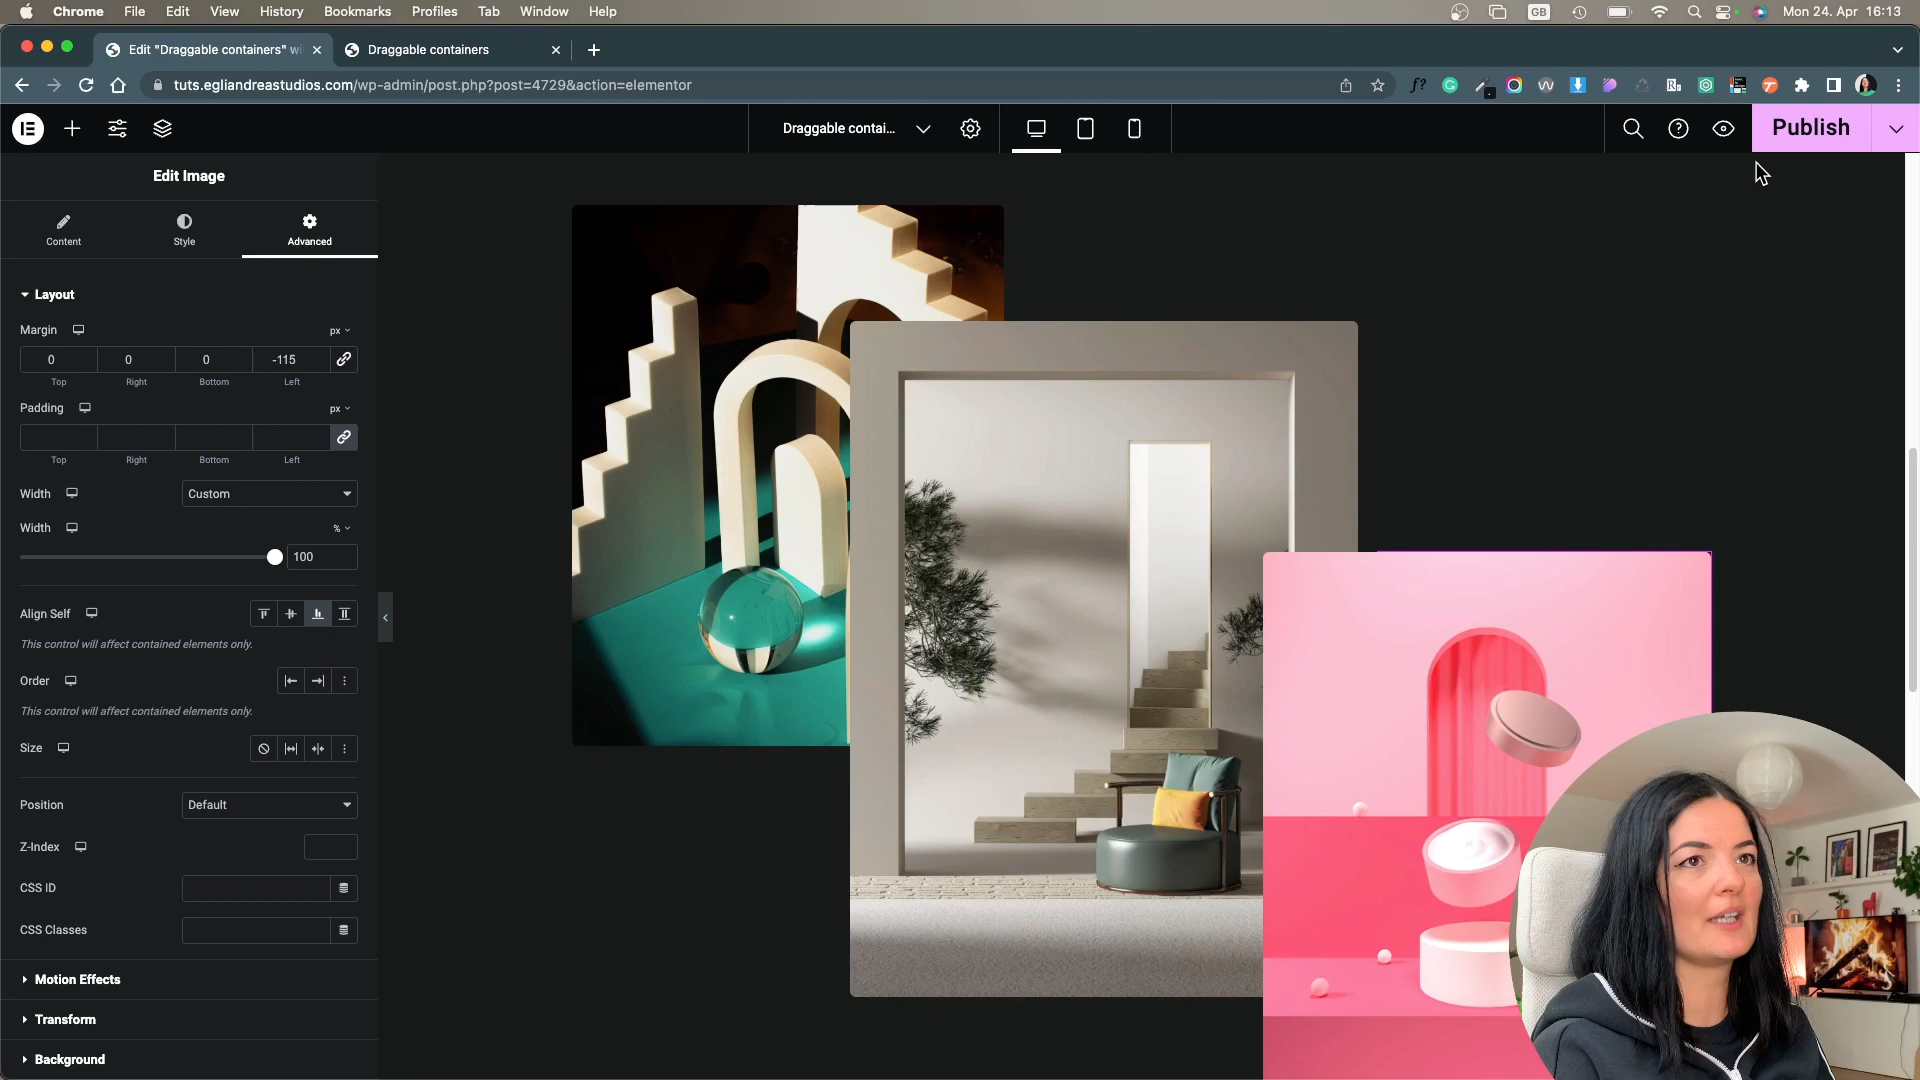 Chrome File Edit View History Bookmarks Profiles Tab Window Help GB Mon 24. Apr 16:13
Edit "Draggable containers" wi Draggable containers
tuts.egliandreastudios.com/wp-admin/post.php?post=4729&action=elementor
Draggable contai... Publish
Edit Image
Content Style Advanced
Layout
Margin px
0 0 0 -115
Top Right Bottom Left
Padding px
Top Right Bottom Left
Width Custom
Width %
100
Align Self
This control will affect contained elements only.
Order
This control will affect contained elements only.
Size
Position Default
Z-Index
CSS ID
CSS Classes
Motion Effects
Transform
Background